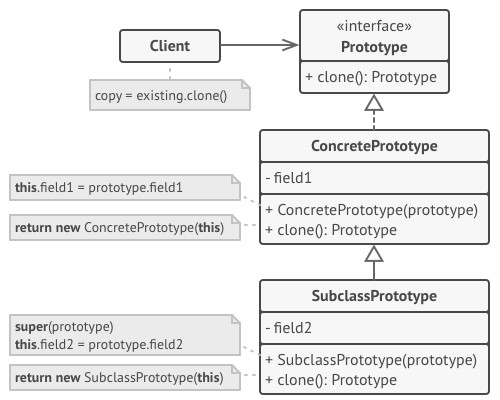 Client
«interface»
Prototype
+ clone(): Prototype
copy = existing.clone()
ConcretePrototype
- field1
+ ConcretePrototype(prototype)
+ clone(): Prototype
this.field1 = prototype.field1
return new ConcretePrototype(this)
SubclassPrototype
- field2
+ SubclassPrototype(prototype)
+ clone(): Prototype
super(prototype)
this.field2 = prototype.field2
return new SubclassPrototype(this)